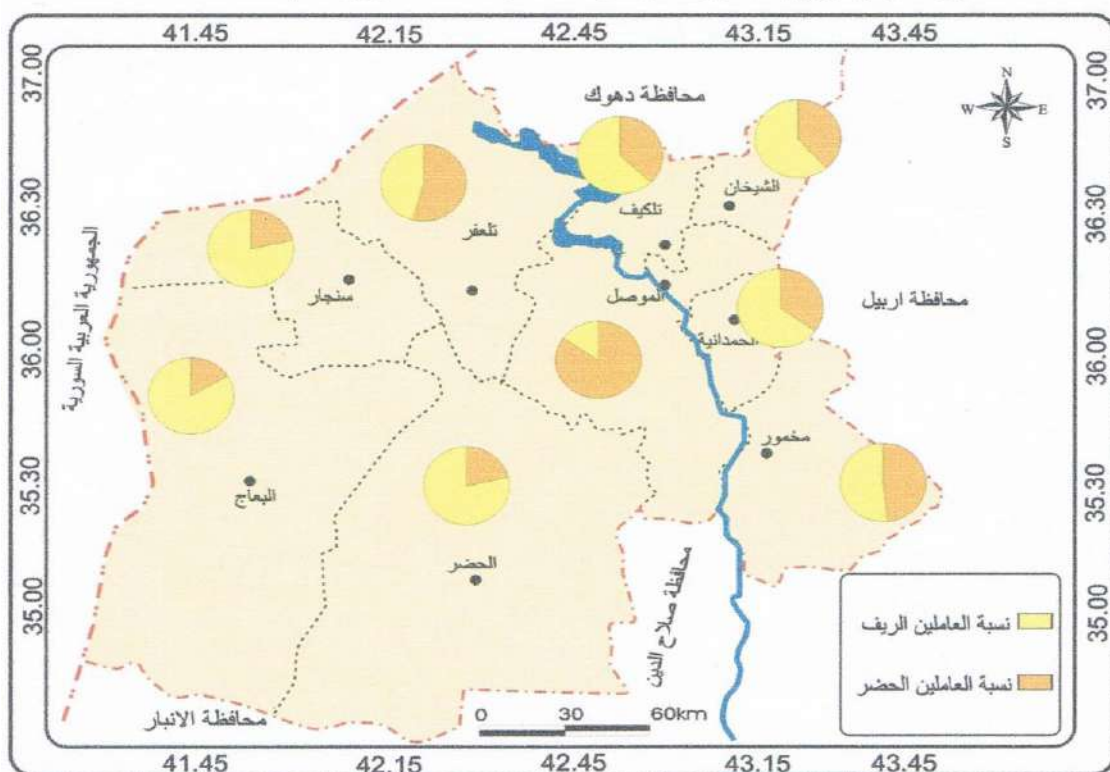 41.45 42.15 42.45 43.15 43.45
37.00
36.30
36.00
35.30
35.00
37.00
36.30
36.00
35.30
35.00
N
W E
S
محافظة دهوك
الشيخان
تلكيف
تلعفر
سنجار
الموصل
الحمدانية
محافظة اربيل
الجمهورية العربية السورية
مخمور
البعاج
الحضر
محافظة صلاح الدين
محافظة الانبار
نسبة العاملين الريف
نسبة العاملين الحضر
0 30 60km
41.45 42.15 42.45 43.15 43.45